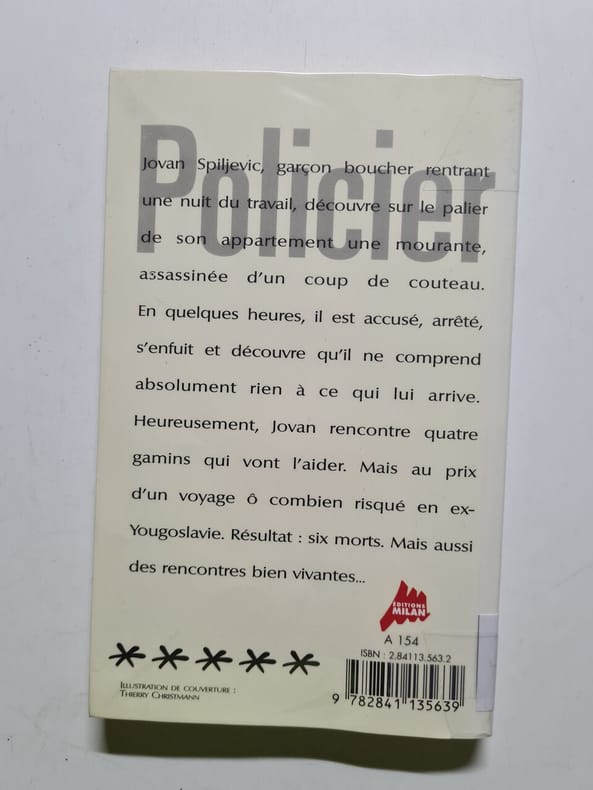 Policier
Jovan Spiljevic, garçon boucher rentrant
une nuit du travail, découvre sur le palier
de son appartement une mourante,
assassinée d'un coup de couteau.
En quelques heures, il est accusé, arrêté,
s'enfuit et découvre qu'il ne comprend
absolument rien à ce qui lui arrive.
Heureusement, Jovan rencontre quatre
gamins qui vont l'aider. Mais au prix
d'un voyage ô combien risqué en ex-
Yougoslavie. Résultat : six morts. Mais aussi
des rencontres bien vivantes...
ÉDITIONS
MILAN
A 154
ISBN : 2.84113.563.2
ILLUSTRATION DE COUVERTURE :
THIERRY CHRISTMANN
9 782841 135639